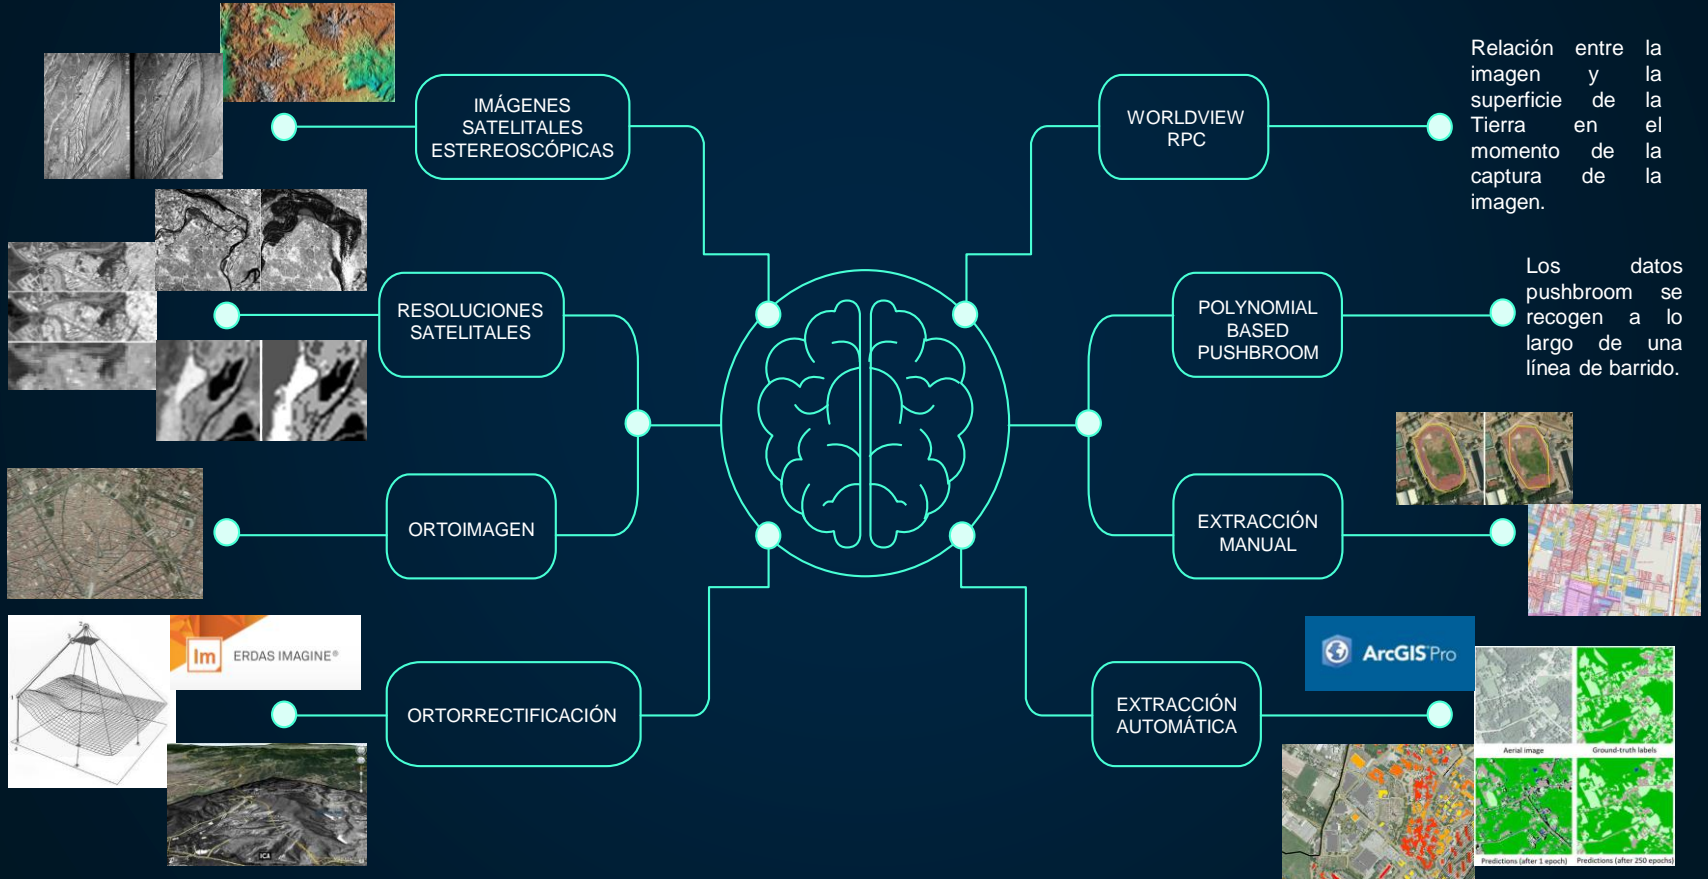 IMÁGENES
SATELITALES
ESTEREOSCÓPICAS
RESOLUCIONES
SATELITALES
ORTOIMAGEN
Im ERDAS IMAGINE®
ORTORRECTIFICACIÓN
WORLDVIEW
RPC
Relación entre la
imagen y la
superficie de la
Tierra en el
momento de la
captura de la
imagen.
POLYNOMIAL
BASED
PUSHBROOM
Los datos
pushbroom se
recogen a lo
largo de una
línea de barrido.
EXTRACCIÓN
MANUAL
EXTRACCIÓN
AUTOMÁTICA
ArcGIS Pro
Aerial image
Ground-truth labels
Predictions (after 1 epoch)
Predictions (after 250 epochs)